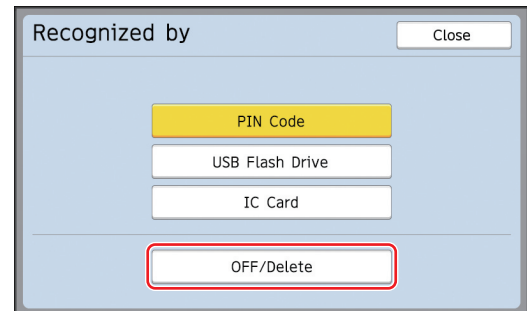 Recognized by
Close
PIN Code
USB Flash Drive
IC Card
OFF/Delete